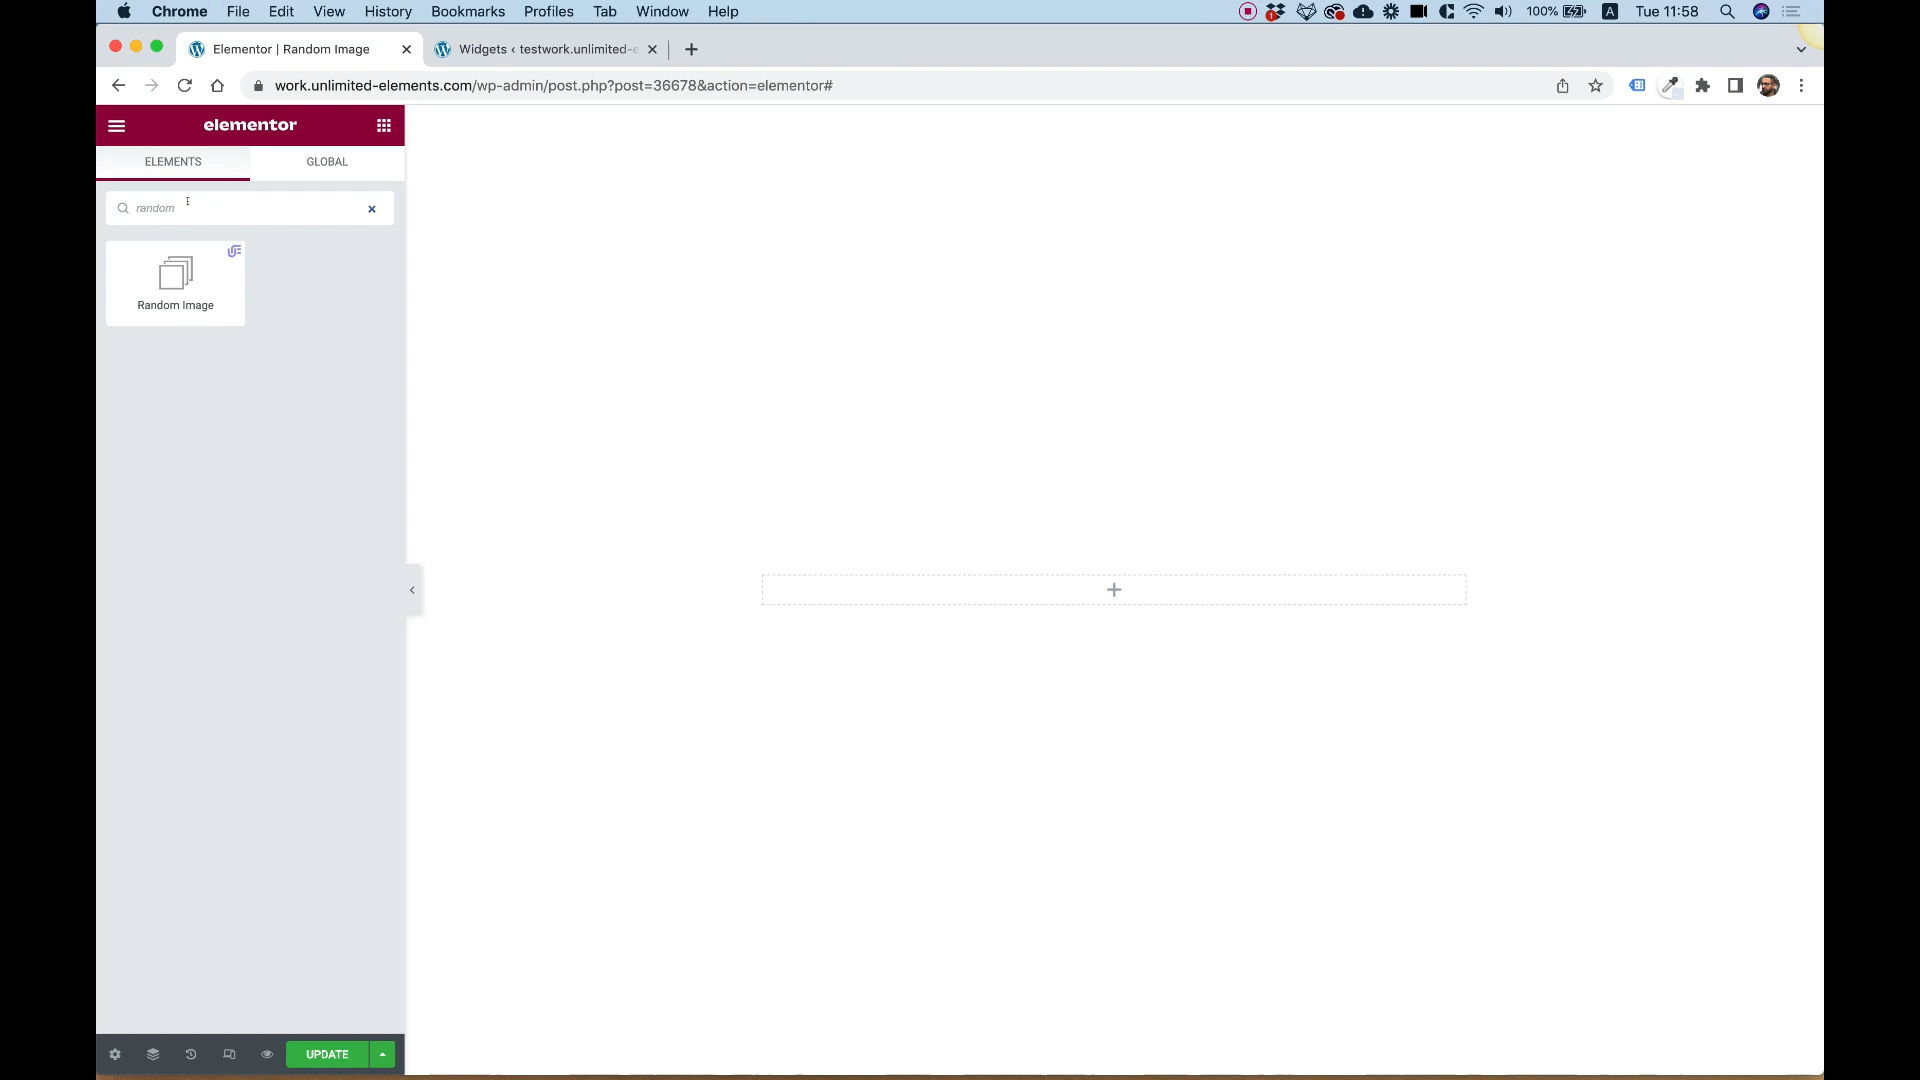 Chrome File Edit View History Bookmarks Profiles Tab Window Help 1 100% A Tue 11:58
Elementor | Random Image Widgets ‹ testwork.unlimited-e
work.unlimited-elements.com/wp-admin/post.php?post=36678&action=elementor#
elementor
ELEMENTS GLOBAL
random
Random Image
UPDATE